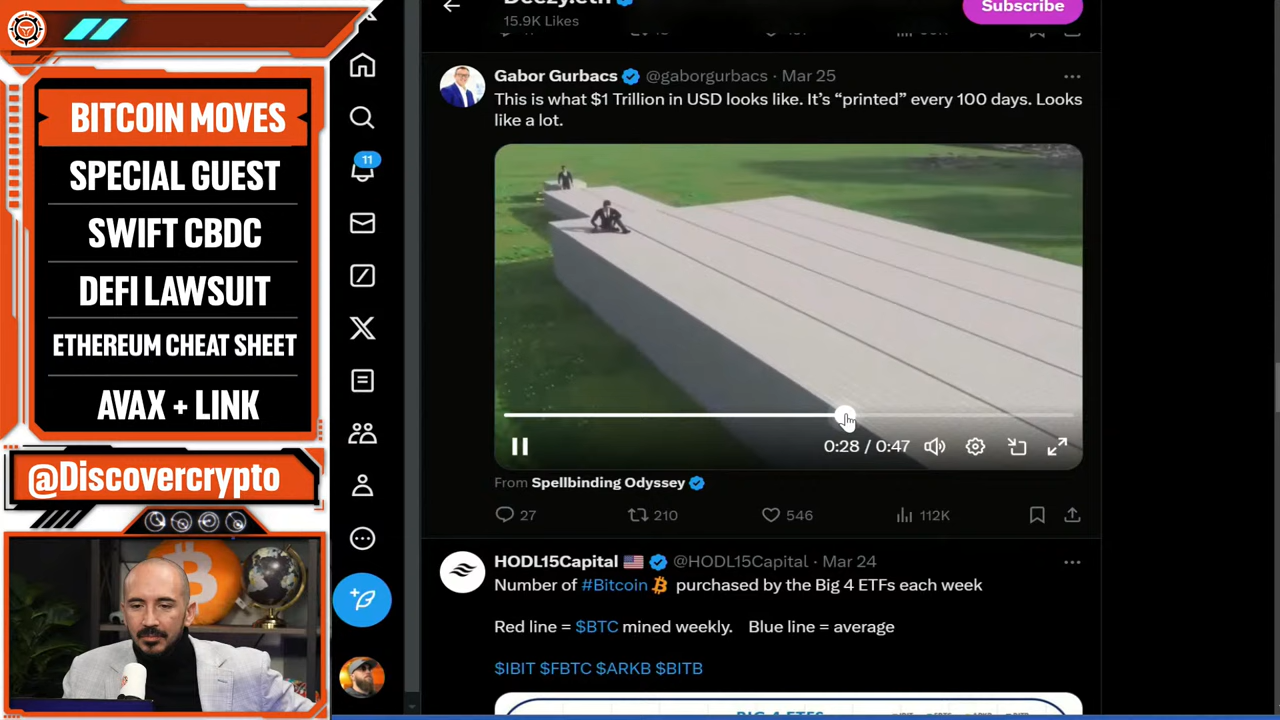 BITCOIN MOVES
SPECIAL GUEST
SWIFT CBDC
DEFI LAWSUIT
ETHEREUM CHEAT SHEET
AVAX + LINK
@Discovercrypto
11
15.9K Likes
Subscribe
Gabor Gurbacs @gaborgurbacs · Mar 25
This is what $1 Trillion in USD looks like. It's “printed” every 100 days. Looks
like a lot.
0:28 / 0:47
From Spellbinding Odyssey
27 210 546 112K
HODL15Capital @HODL15Capital · Mar 24
Number of #Bitcoin purchased by the Big 4 ETFs each week
Red line = $BTC mined weekly. Blue line = average
$IBIT $FBTC $ARKB $BITB